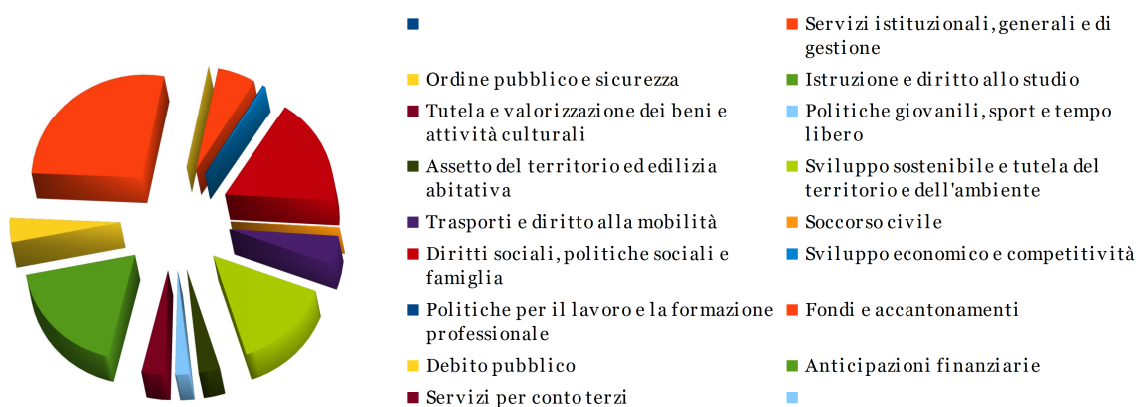 Servizi istituzionali, generali e di
gestione
Ordine pubblico e sicurezza
Istruzione e diritto allo studio
Tutela e valorizzazione dei beni e
attività culturali
Politiche giovanili, sport e tempo
libero
Assetto del territorio ed edilizia
abitativa
Sviluppo sostenibile e tutela del
territorio e dell'ambiente
Trasporti e diritto alla mobilità
Soccorso civile
Diritti sociali, politiche sociali e
famiglia
Sviluppo economico e competitività
Politiche per il lavoro e la formazione
professionale
Fondi e accantonamenti
Debito pubblico
Anticipazioni finanziarie
Servizi per conto terzi